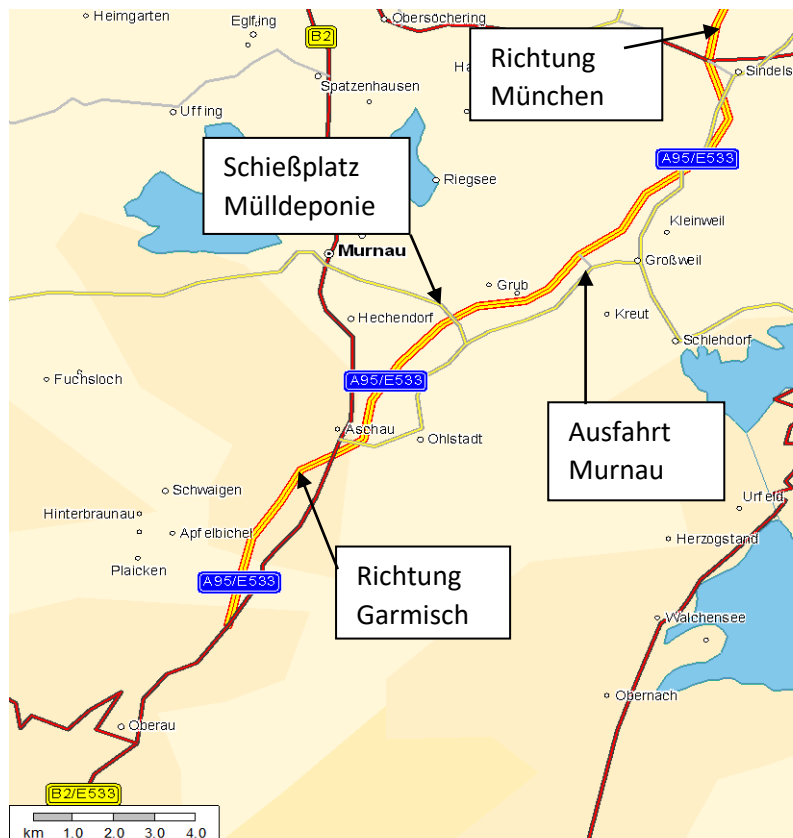 Heimgarten
Eglfing
Obersöchering
B2
Richtung
München
Ha
Sindels
Spatzenhausen
Uffing
A95/E533
Schießplatz
Mülldeponie
Riegsee
Kleinweil
Murnau
Großweil
Grub
Hechendorf
Kreut
Schlehdorf
Fuchsloch
A95/E533
Ausfahrt
Murnau
Aschau
Ohlstadt
Schwaigen
Urfeld
Hinterbraunau
Apfelbichel
Herzogstand
Plaicken
A95/E533
Richtung
Garmisch
Walchensee
Obernach
Oberau
B2/E533
km 1.0 2.0 3.0 4.0